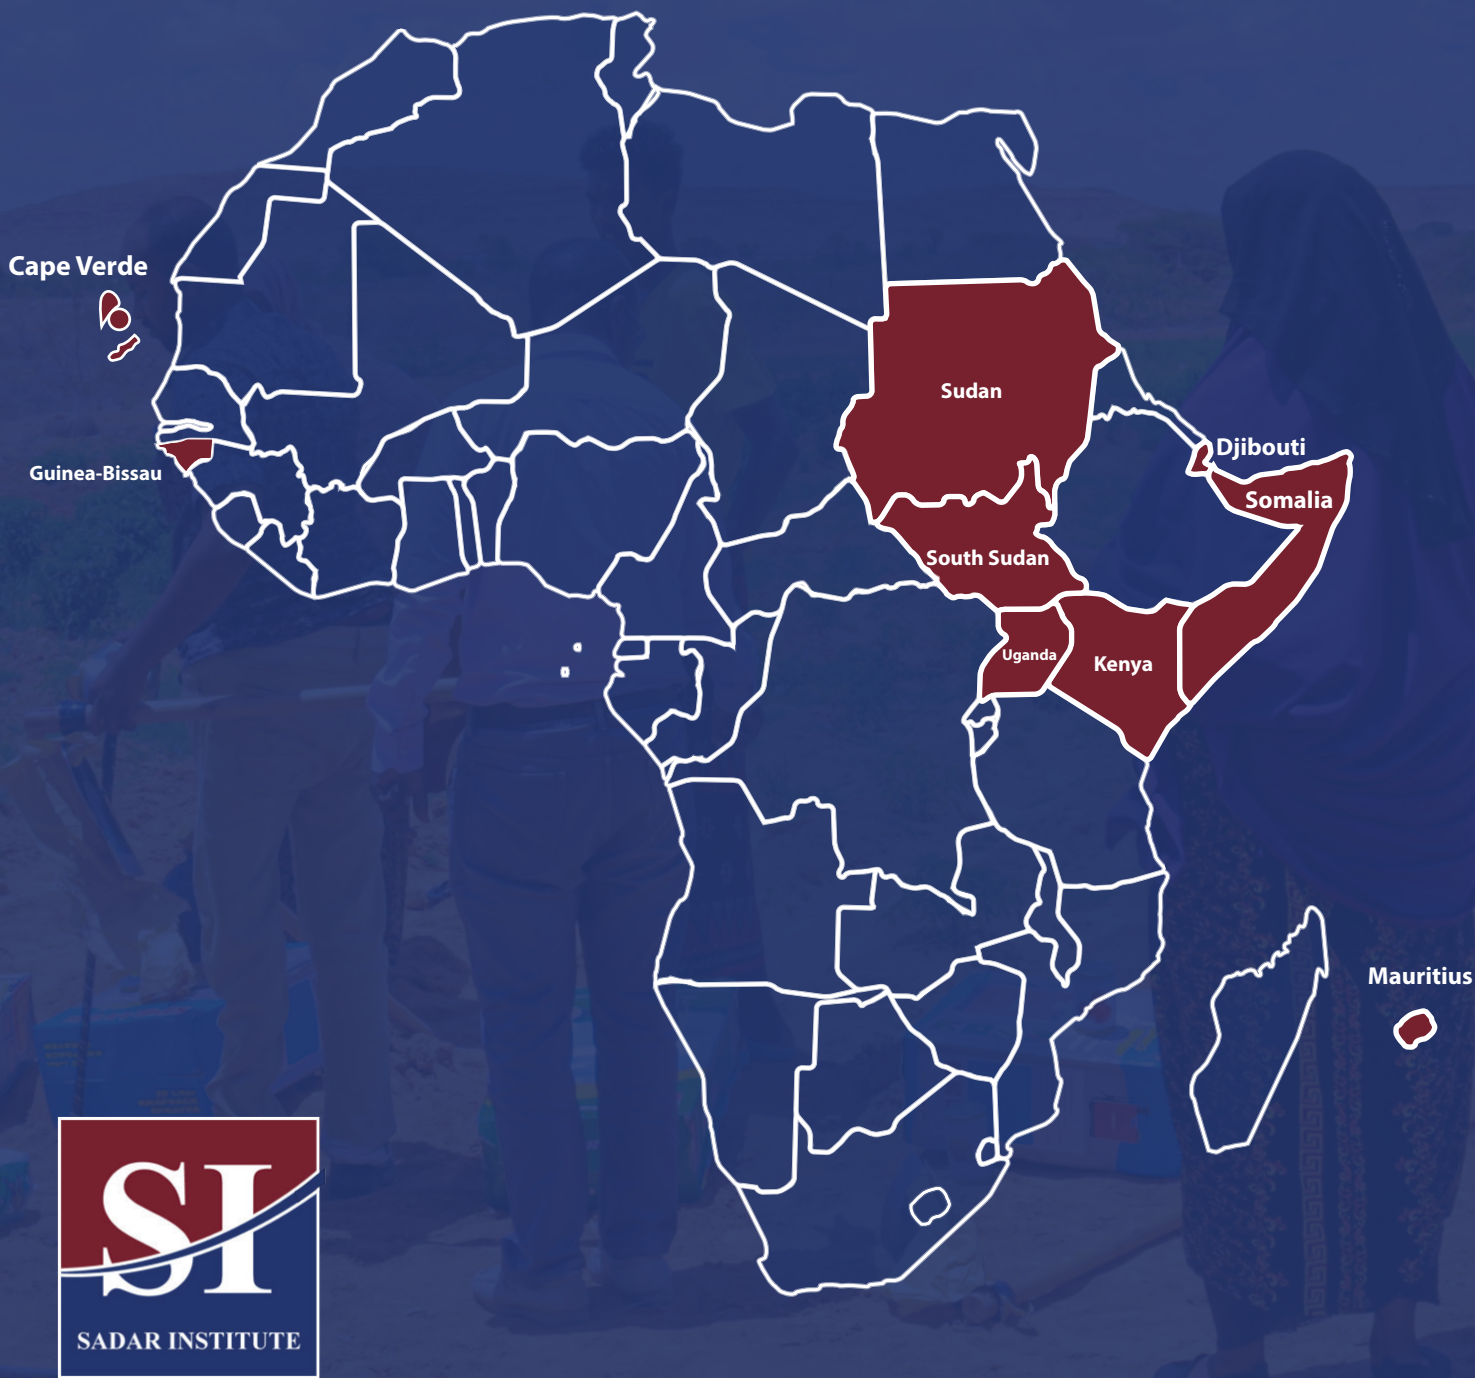 Cape Verde
Sudan
Djibouti
Guinea-Bissau
Somalia
South Sudan
Uganda
Kenya
Mauritius
SI
SADAR INSTITUTE